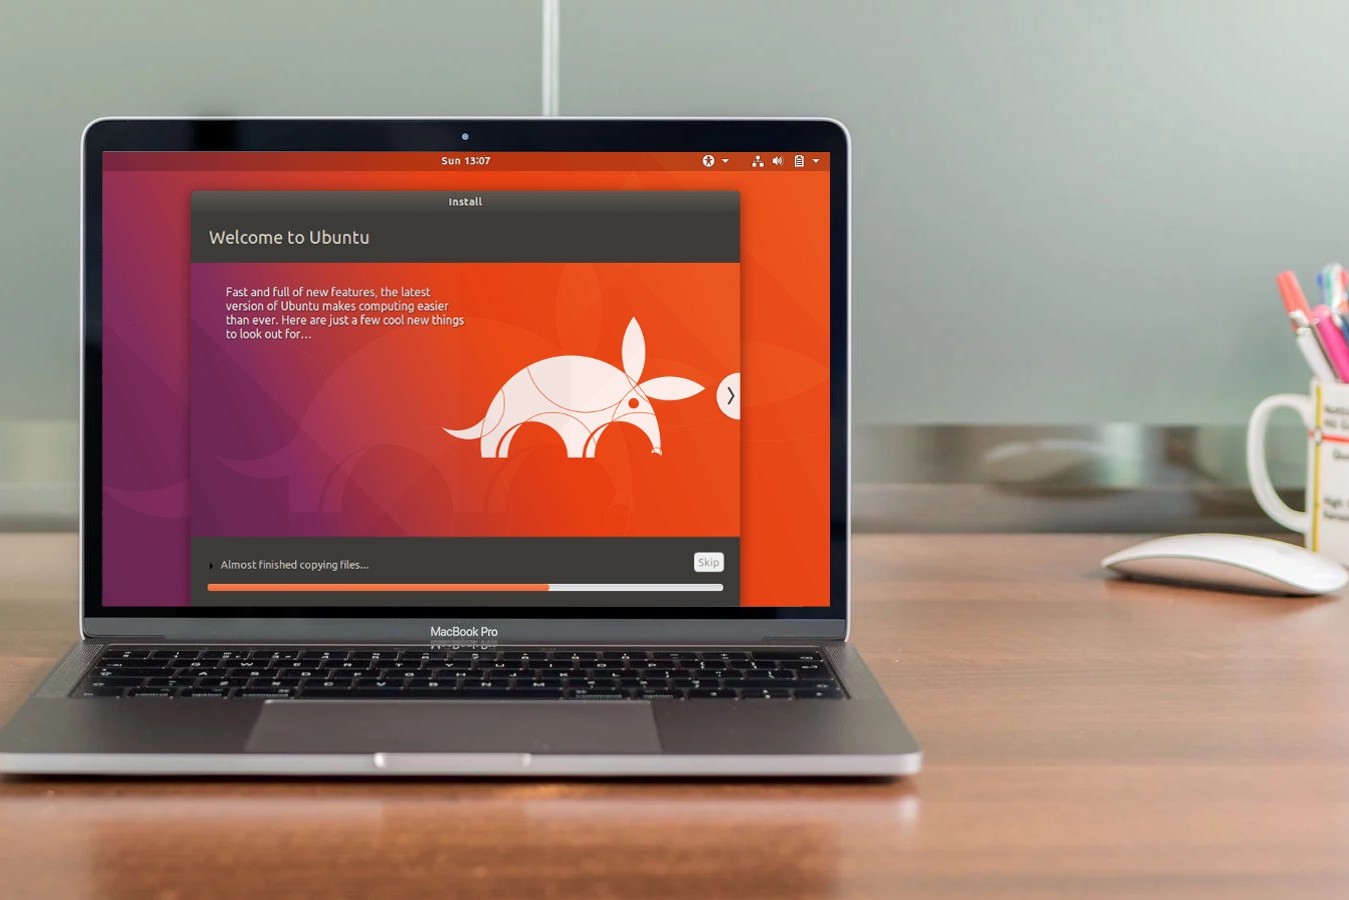 Sun 13:07
Install
Welcome to Ubuntu
Fast and full of new features, the latest
version of Ubuntu makes computing easier
than ever. Here are just a few cool new things
to look out for...
Almost finished copying files...
Skip
MacBook Pro